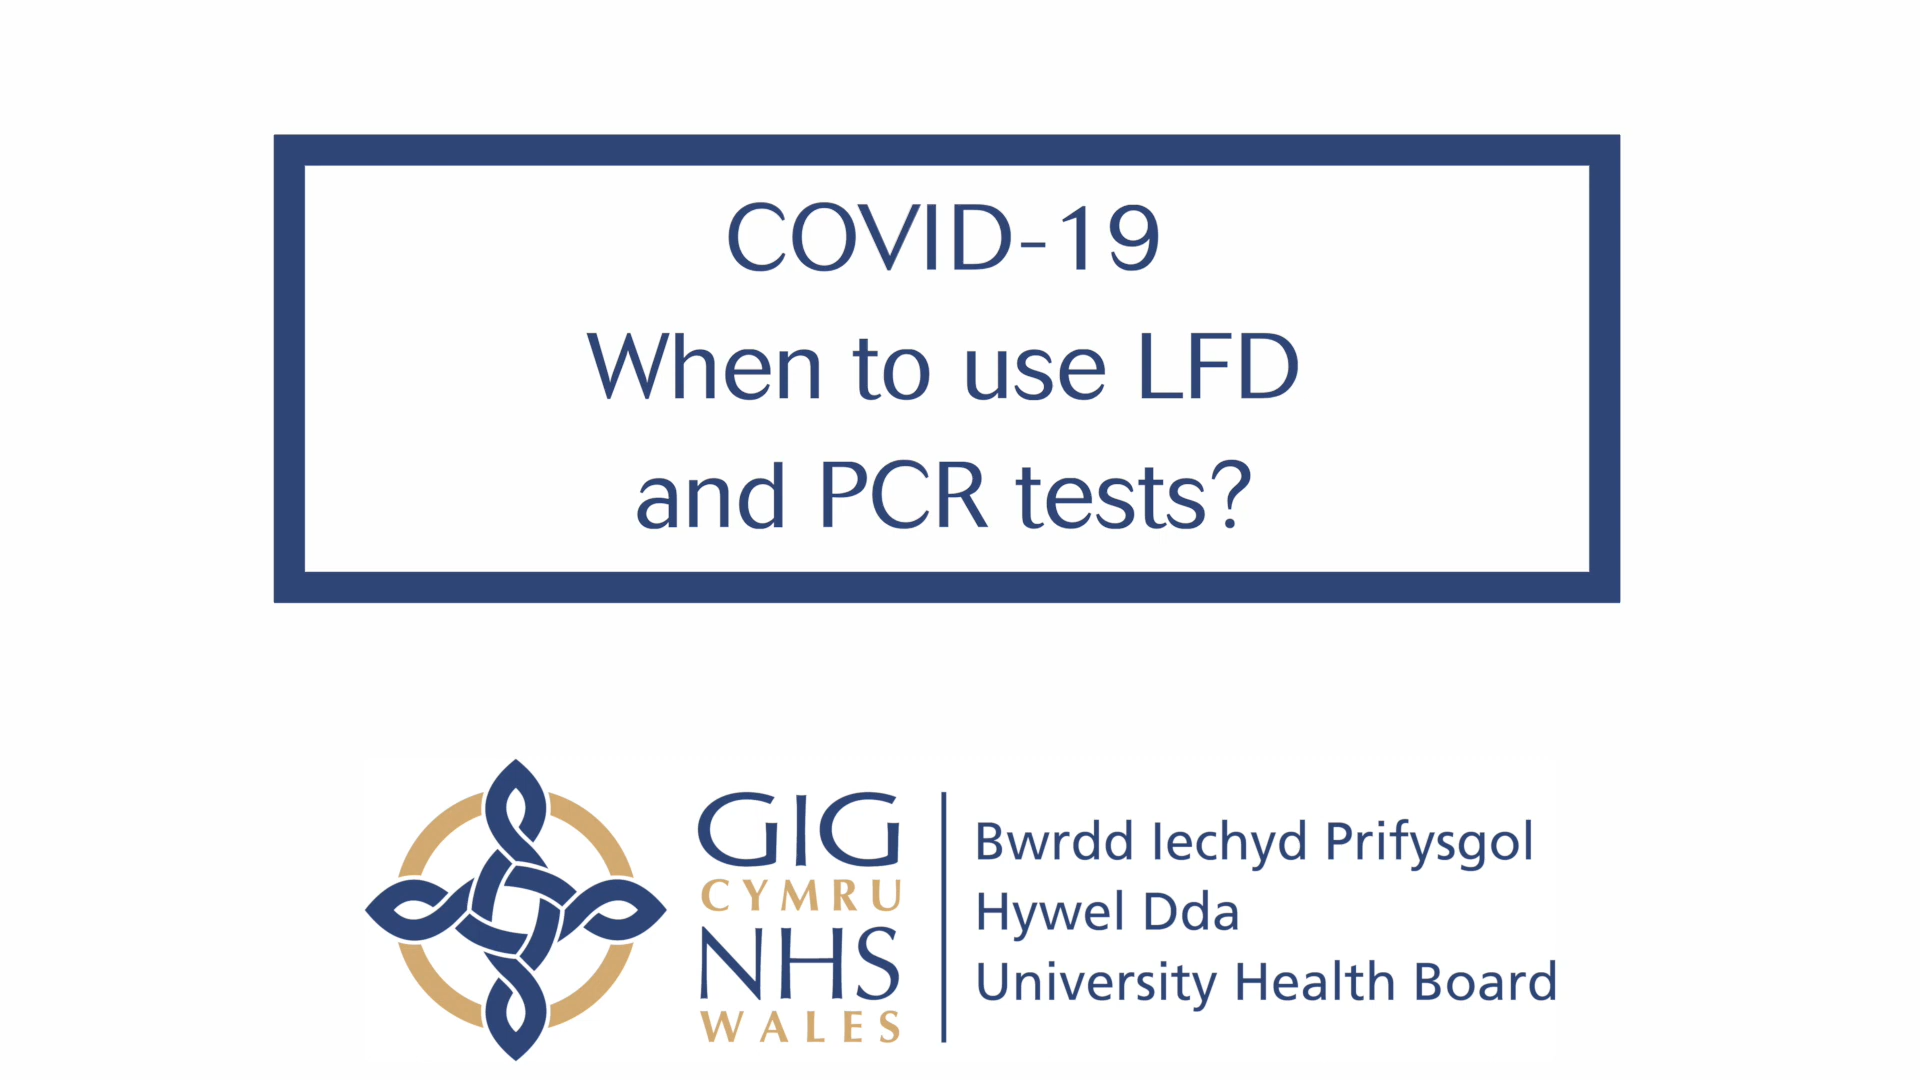 COVID-19
When to use LFD
and PCR tests?
GIG
CYMRU
NHS
WALES
Bwrdd Iechyd Prifysgol
Hywel Dda
University Health Board